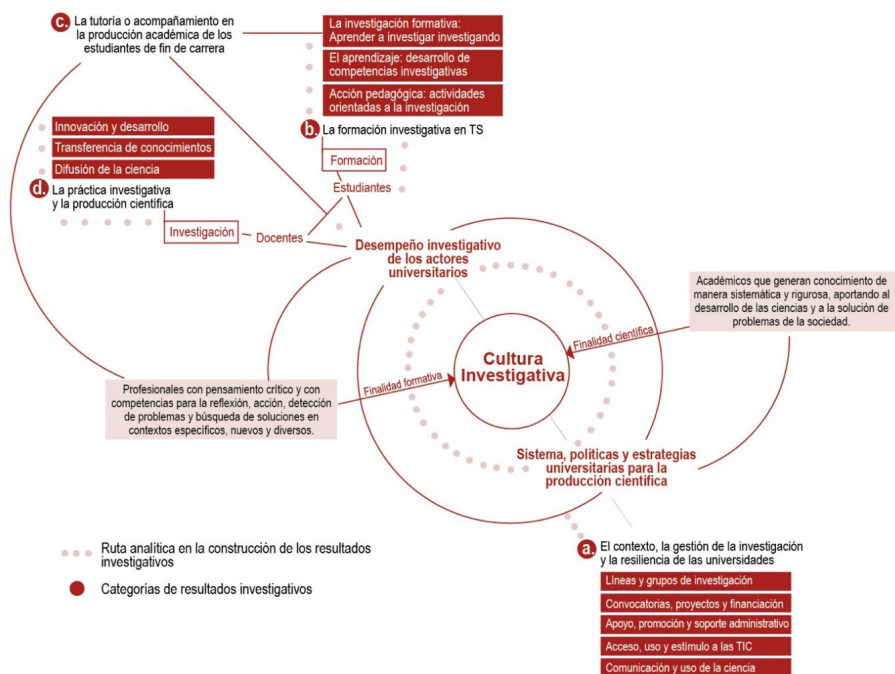 c. La tutoría o acompañamiento en
la producción académica de los
estudiantes de fin de carrera
La investigación formativa:
Aprender a investigar investigando
El aprendizaje: desarrollo de
competencias investigativas
Acción pedagógica: actividades
orientadas a la investigación
b. La formación investigativa en TS
Formación
Estudiantes
Innovación y desarrollo
Transferencia de conocimientos
Difusión de la ciencia
d. La práctica investigativa
y la producción científica
Investigación
Docentes
Desempeño investigativo
de los actores
universitarios
Académicos que generan conocimiento de
manera sistemática y rigurosa, aportando al
desarrollo de las ciencias y a la solución de
problemas de la sociedad.
Finalidad científica
Cultura
Investigativa
Finalidad formativa
Profesionales con pensamiento crítico y con
competencias para la reflexión, acción, detección
de problemas y búsqueda de soluciones en
contextos específicos, nuevos y diversos.
Sistema, políticas y estrategias
universitarias para la
producción científica
Ruta analítica en la construcción de los resultados
investigativos
Categorías de resultados investigativos
a. El contexto, la gestión de la investigación
y la resiliencia de las universidades
Líneas y grupos de investigación
Convocatorias, proyectos y financiación
Apoyo, promoción y soporte administrativo
Acceso, uso y estímulo a las TIC
Comunicación y uso de la ciencia